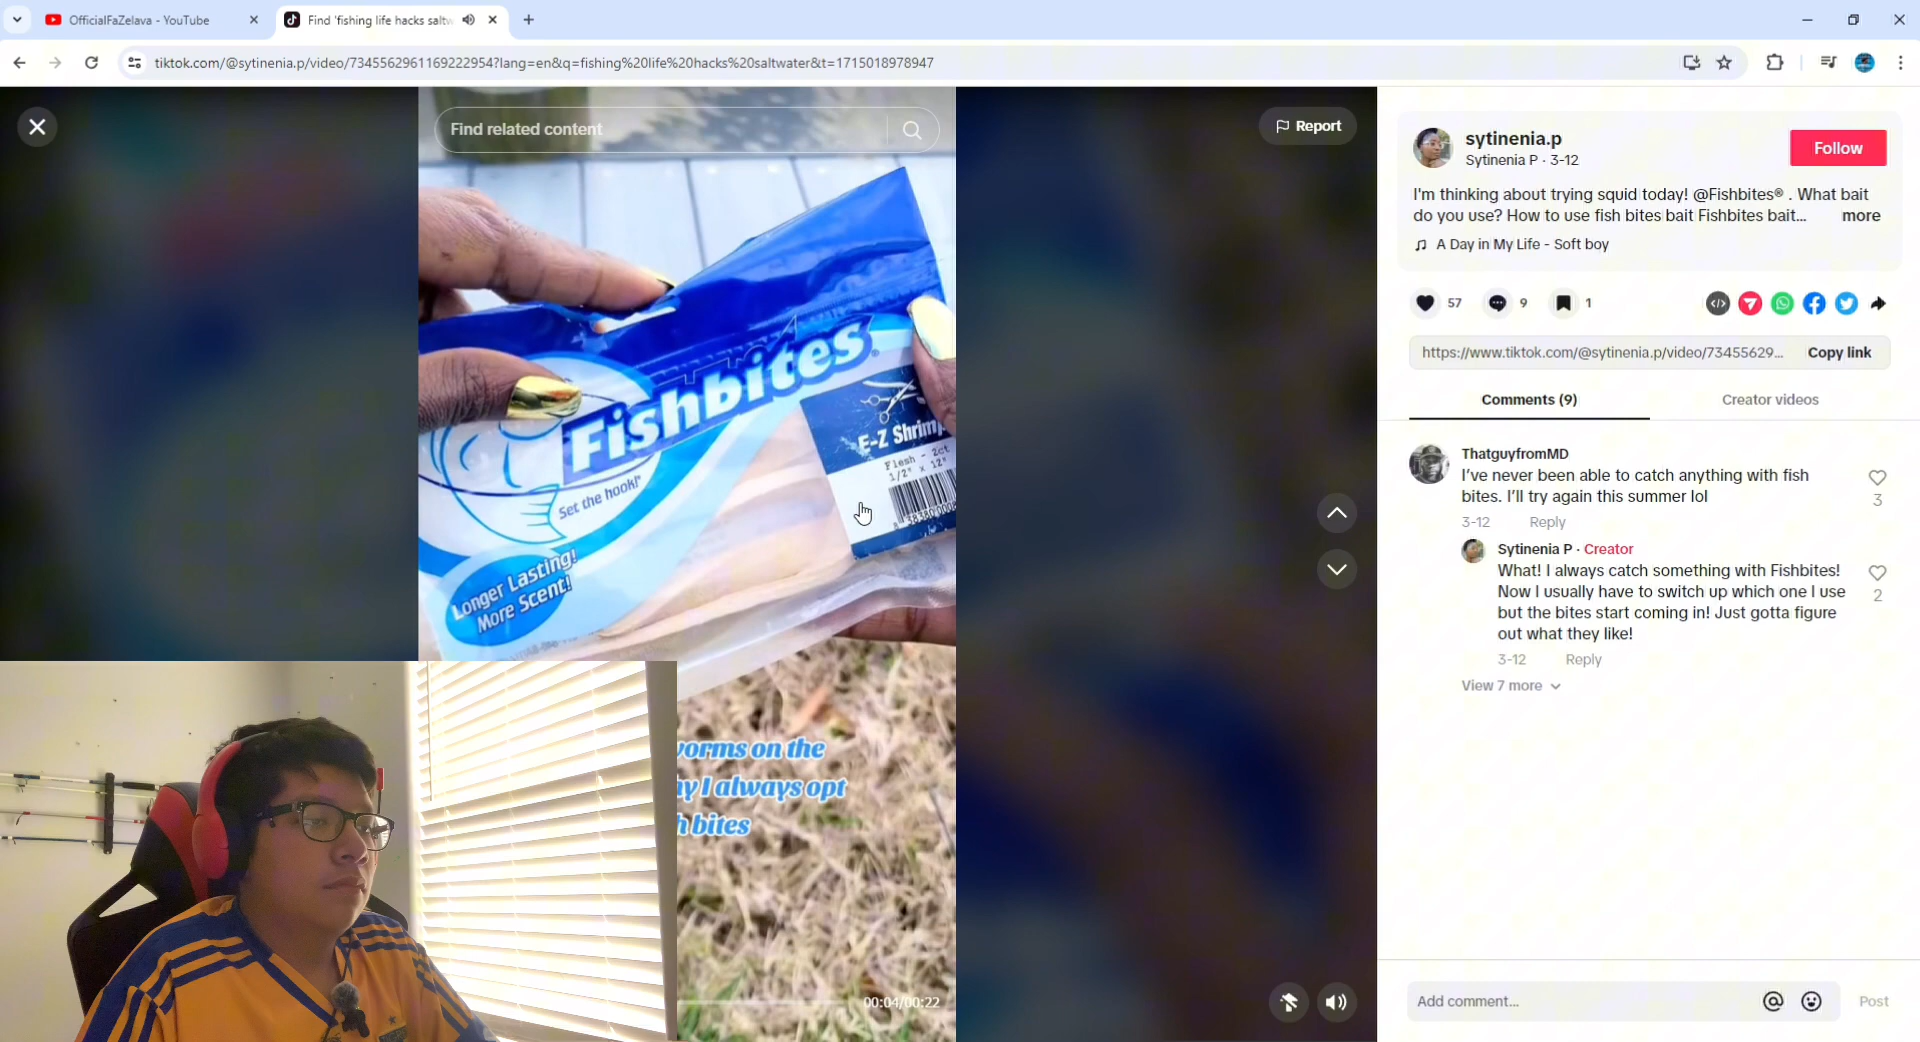 OfficialFaZelava - YouTube
Find 'fishing life hacks saltw
tiktok.com/@sytinenia.p/video/7345562961169222954?lang=en&q=fishing%20life%20hacks%20saltwater&t=1715018978947
Find related content
Report
Fishbites®
Set the hook!®
E-Z Shrimp
Flesh - 2ct
1/2" x 12"
Longer Lasting!
More Scent!
worms on the
I always opt
bites
00:04/00:22
sytinenia.p
Sytinenia P · 3-12
Follow
I'm thinking about trying squid today! @Fishbites® . What bait
do you use? How to use fish bites bait Fishbites bait...
more
A Day in My Life - Soft boy
57
9
1
https://www.tiktok.com/@sytinenia.p/video/73455629...
Copy link
Comments (9)
Creator videos
ThatguyfromMD
I've never been able to catch anything with fish
bites. I'll try again this summer lol
3
3-12
Reply
Sytinenia P · Creator
What! I always catch something with Fishbites!
Now I usually have to switch up which one I use
but the bites start coming in! Just gotta figure
out what they like!
2
3-12
Reply
View 7 more
Add comment...
Post